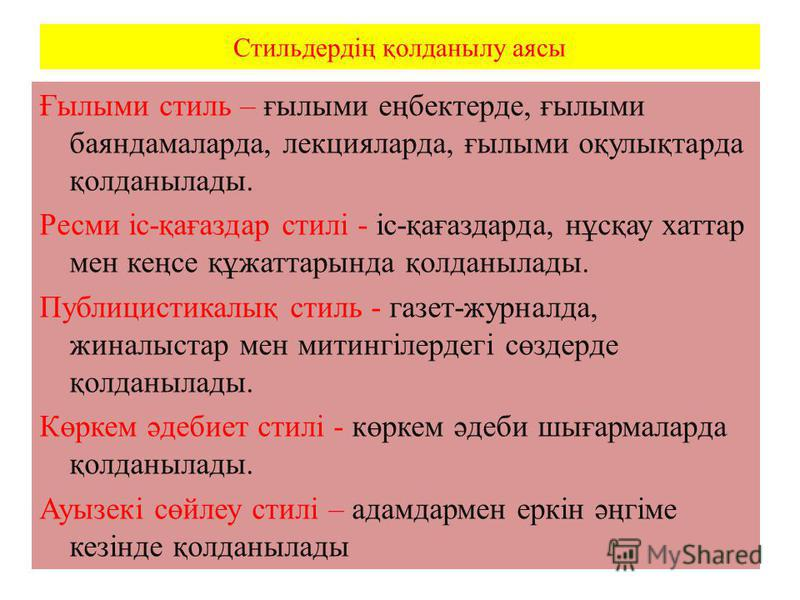 Стильдердің қолданылу аясы
Ғылыми стиль – ғылыми еңбектерде, ғылыми
баяндамаларда, лекцияларда, ғылыми оқулықтарда
қолданылады.
Ресми іс-қағаздар стилі - іс-қағаздарда, нұсқау хаттар
мен кеңсе құжаттарында қолданылады.
Публицистикалық стиль - газет-журналда,
жиналыстар мен митингілердегі сөздерде
қолданылады.
Көркем әдебиет стилі - көркем әдеби шығармаларда
қолданылады.
Ауызекі сөйлеу стилі – адамдармен еркін әңгіме
кезінде қолданылады
MyShared